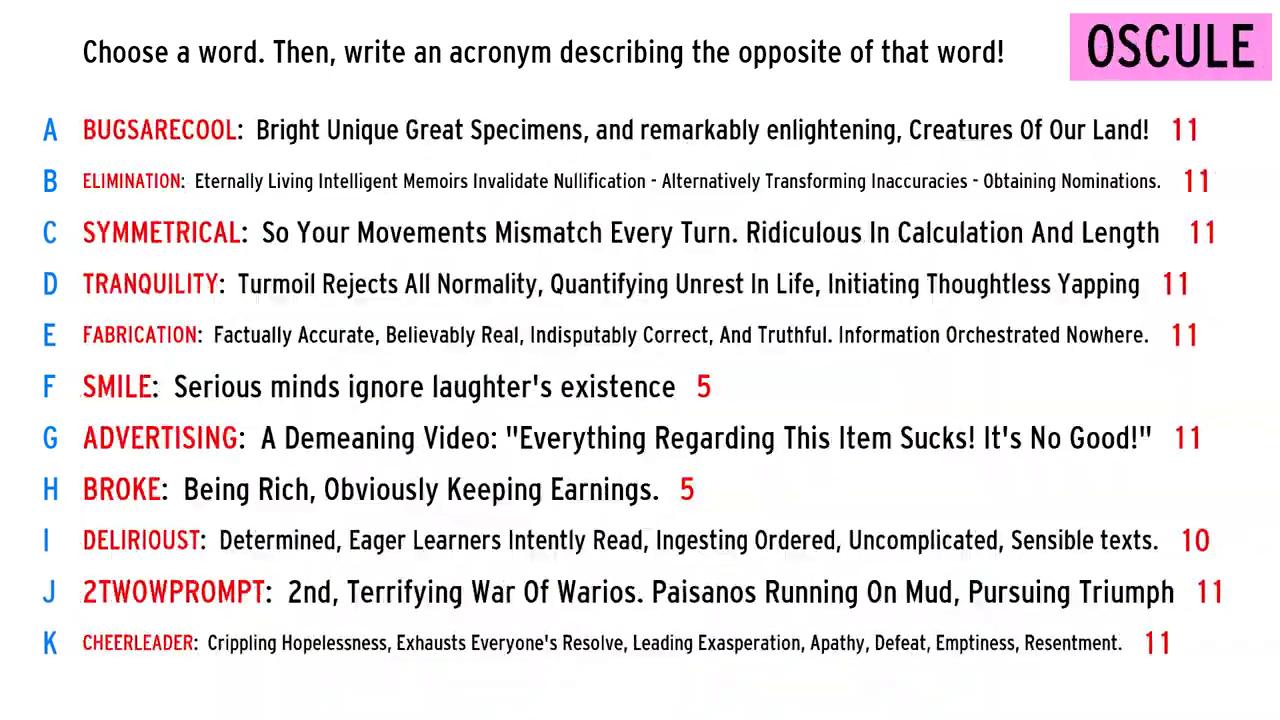 Choose a word. Then, write an acronym describing the opposite of that word!
OSCULE
A BUGSARECOOL: Bright Unique Great Specimens, and remarkably enlightening, Creatures Of Our Land! 11
B ELIMINATION: Eternally Living Intelligent Memoirs Invalidate Nullification - Alternatively Transforming Inaccuracies - Obtaining Nominations. 11
C SYMMETRICAL: So Your Movements Mismatch Every Turn. Ridiculous In Calculation And Length 11
D TRANQUILITY: Turmoil Rejects All Normality, Quantifying Unrest In Life, Initiating Thoughtless Yapping 11
E FABRICATION: Factually Accurate, Believably Real, Indisputably Correct, And Truthful. Information Orchestrated Nowhere. 11
F SMILE: Serious minds ignore laughter's existence 5
G ADVERTISING: A Demeaning Video: "Everything Regarding This Item Sucks! It's No Good!" 11
H BROKE: Being Rich, Obviously Keeping Earnings. 5
I DELIRIOUST: Determined, Eager Learners Intently Read, Ingesting Ordered, Uncomplicated, Sensible texts. 10
J 2TWOWPROMPT: 2nd, Terrifying War Of Warios. Paisanos Running On Mud, Pursuing Triumph 11
K CHEERLEADER: Crippling Hopelessness, Exhausts Everyone's Resolve, Leading Exasperation, Apathy, Defeat, Emptiness, Resentment. 11